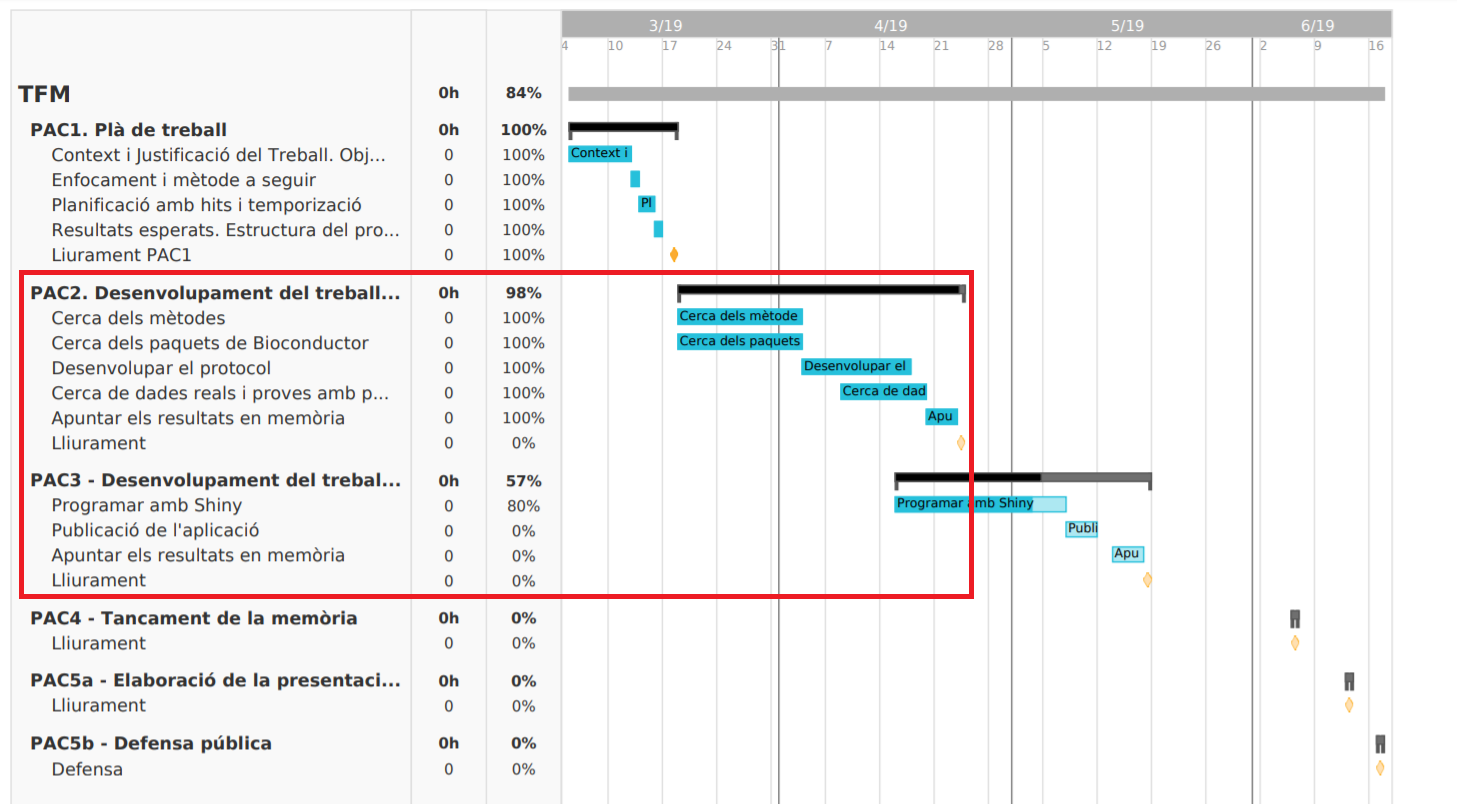 3/19 4/19 5/19 6/19
4 10 17 24 31 7 14 21 28 5 12 19 26 2 9 16
TFM 0h 84%
PAC1. Plà de treball 0h 100%
Context i Justificació del Treball. Obj... 0 100% Context i
Enfocament i mètode a seguir 0 100%
Planificació amb hits i temporizació 0 100% Pl
Resultats esperats. Estructura del pro... 0 100%
Liurament PAC1 0 100%
PAC2. Desenvolupament del treball... 0h 98%
Cerca dels mètodes 0 100% Cerca dels mètode
Cerca dels paquets de Bioconductor 0 100% Cerca dels paquets
Desenvolupar el protocol 0 100% Desenvolupar el
Cerca de dades reals i proves amb p... 0 100% Cerca de dad
Apuntar els resultats en memòria 0 100% Apu
Lliurament 0 0%
PAC3 - Desenvolupament del trebal... 0h 57%
Programar amb Shiny 0 80% Programar amb Shiny
Publicació de l'aplicació 0 0% Publi
Apuntar els resultats en memòria 0 0% Apu
Lliurament 0 0%
PAC4 - Tancament de la memòria 0h 0%
Lliurament 0 0%
PAC5a - Elaboració de la presentaci... 0h 0%
Lliurament 0 0%
PAC5b - Defensa pública 0h 0%
Defensa 0 0%